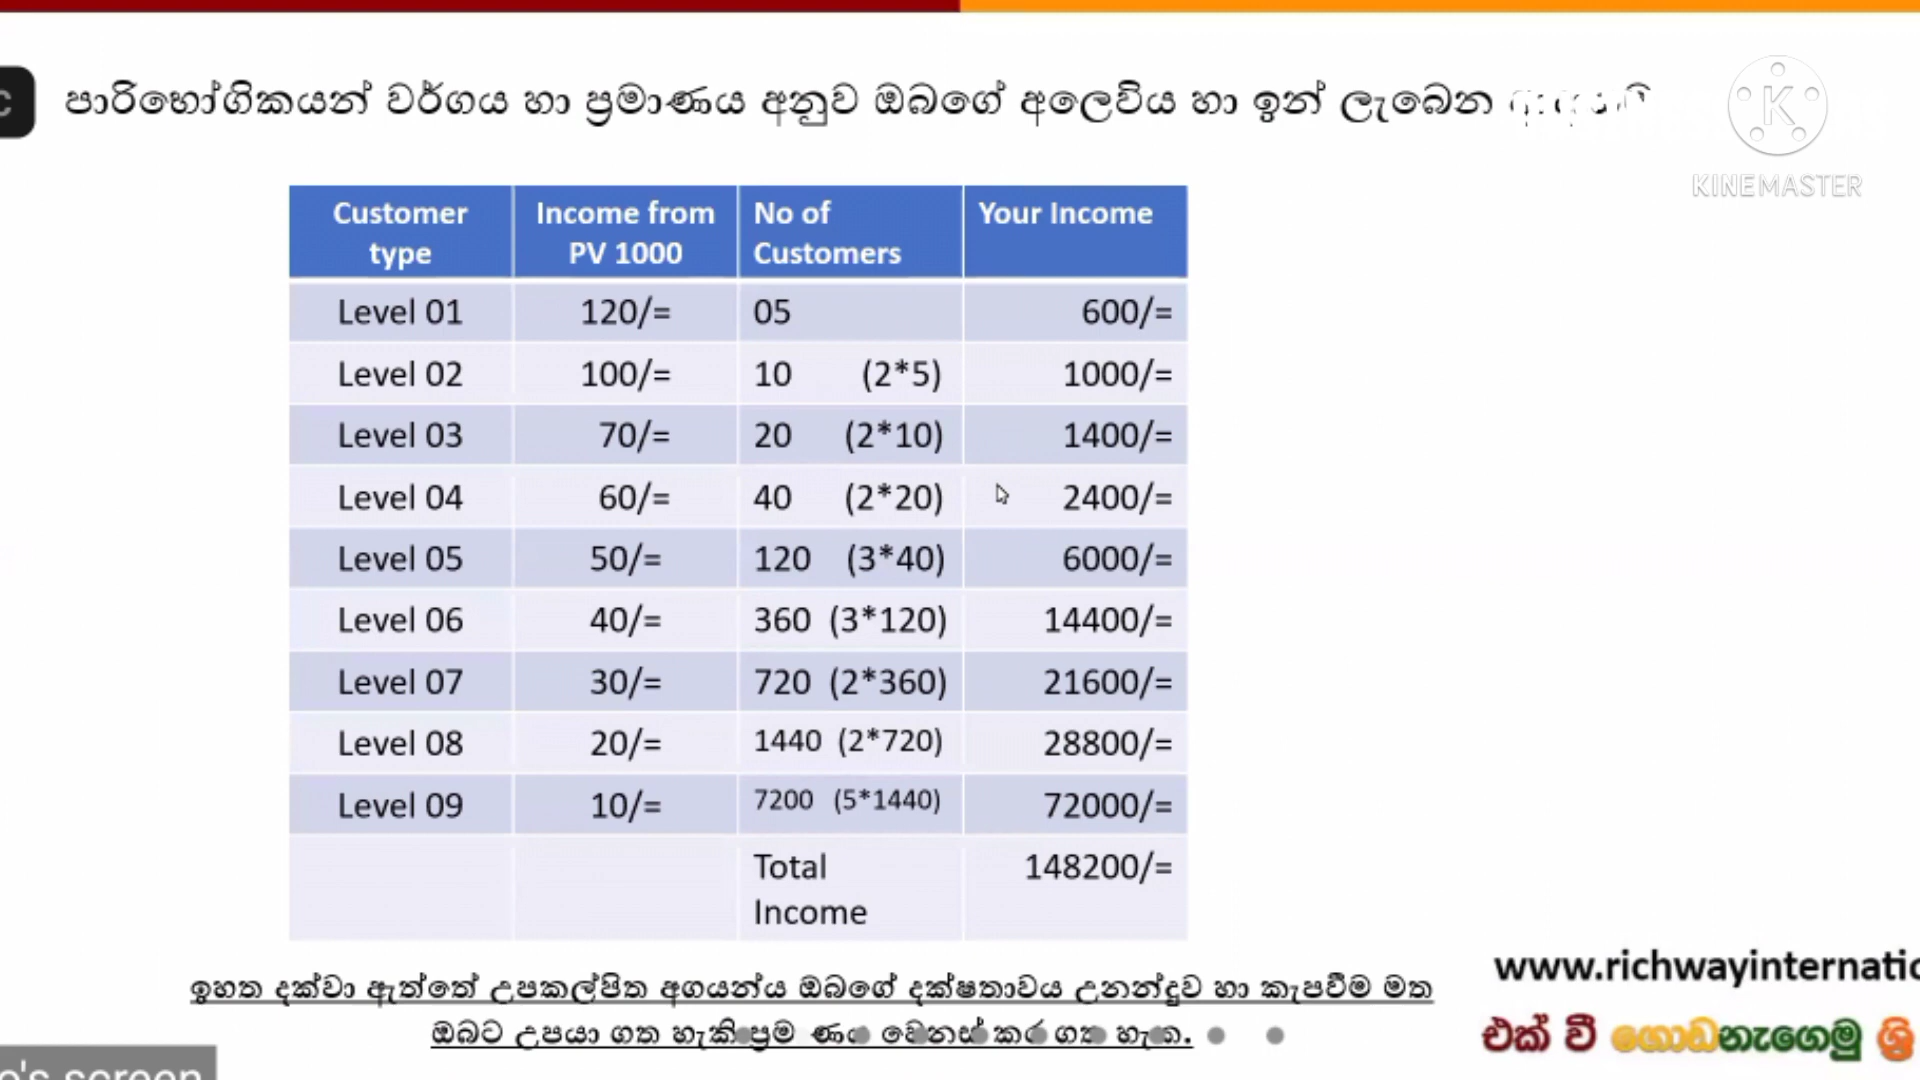 පාරිභෝගිකයන් වර්ගය හා ප්‍රමාණය අනුව ඔබගේ අලෙවිය හා ඉන් ලැබෙන
KINEMASTER
Customer type Income from PV 1000 No of Customers Your Income
Level 01 120/= 05 600/=
Level 02 100/= 10 (2*5) 1000/=
Level 03 70/= 20 (2*10) 1400/=
Level 04 60/= 40 (2*20) 2400/=
Level 05 50/= 120 (3*40) 6000/=
Level 06 40/= 360 (3*120) 14400/=
Level 07 30/= 720 (2*360) 21600/=
Level 08 20/= 1440 (2*720) 28800/=
Level 09 10/= 7200 (5*1440) 72000/=
Total Income 148200/=
ඉහත දක්වා ඇත්තේ උපකල්පිත අගයන්ය ඔබගේ දක්ෂතාවය උනන්දුව හා කැපවීම මත
ඔබට උපයා ගත හැකි වෙනස් කර ගත හැක.
www.richwayinternatio
එක් වී ගොඩනැගෙමු ශ්‍රි